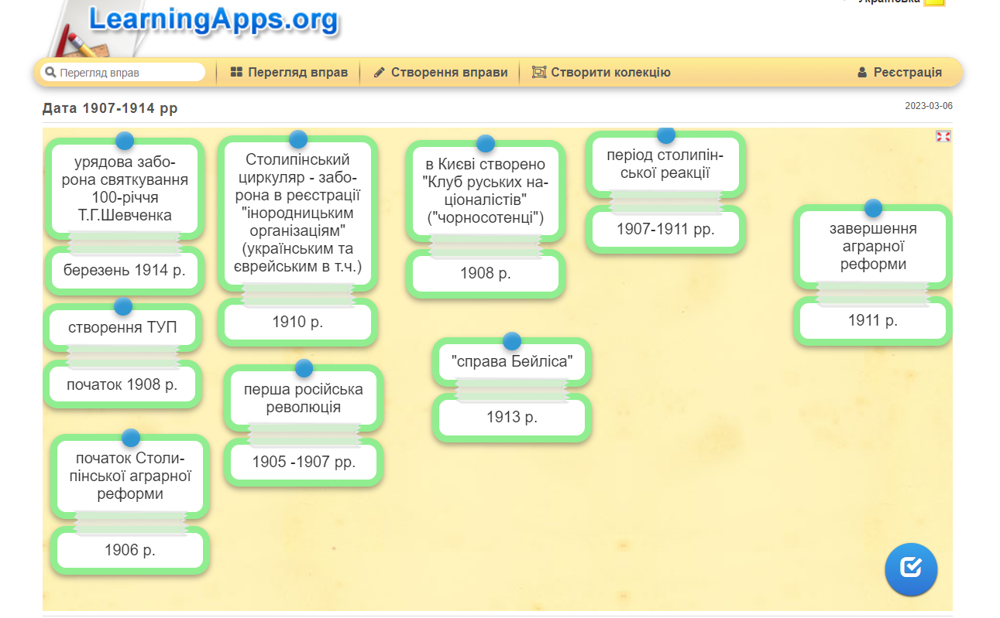 Українська
LearningApps.org
Перегляд вправ
Перегляд вправ
Створення вправи
Створити колекцію
Реєстрація
Дата 1907-1914 рр
2023-03-06
урядова забо-
рона святкування
100-річчя
Т.Г.Шевченка
березень 1914 р.
Столипінський
циркуляр - забо-
рона в реєстрації
"інородницьким
організаціям"
(українським та
єврейським в т.ч.)
1910 р.
в Києві створено
"Клуб руських на-
ціоналістів"
("чорносотенці")
1908 р.
період столипін-
ської реакції
1907-1911 рр.
завершення
аграрної
реформи
1911 р.
створення ТУП
початок 1908 р.
"справа Бейліса"
1913 р.
перша російська
революція
1905 -1907 рр.
початок Столи-
пінської аграрної
реформи
1906 р.